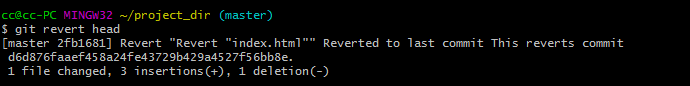 cc@cc-PC MINGW32 ~/project_dir (master)
$ git revert head
[master 2fb1681] Revert "Revert "index.html"" Reverted to last commit This reverts commit
d6d876faaef458a24fe43729b429a4527f56bb8e.
1 file changed, 3 insertions(+), 1 deletion(-)